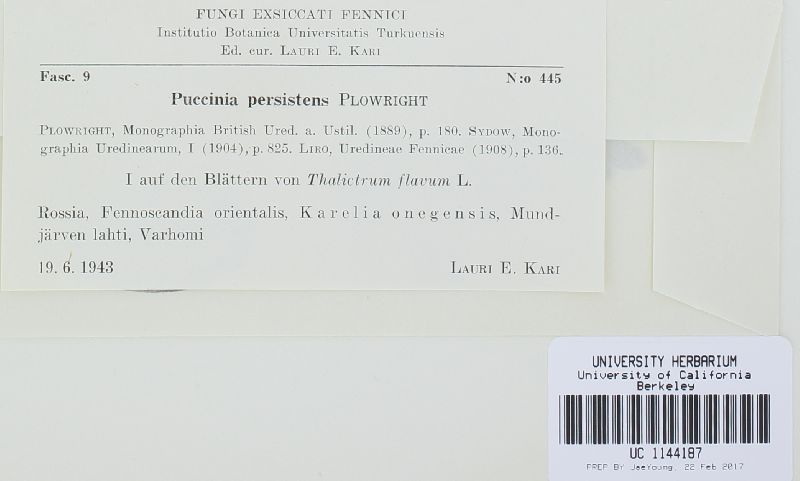 FUNGI EXSICCATI FENNICI
Institutio Botanica Universitatis Turkuensis
Ed. cur. LAURI E. KARI
Fasc. 9 N:o 445
Puccinia persistens PLOWRIGHT
PLOWRIGHT, Monographia British Ured. a. Ustil. (1889), p. 180. SYDOW, Mono-
graphia Uredinearum, I (1904), p. 825. LIRO, Uredineae Fennicae (1908), p. 136.
I auf den Blättern von Thalictrum flavum L.
Rossia, Fennoscandia orientalis, Karelia onegensis, Mund-
järven lahti, Varhomi
19. 6. 1943 LAURI E. KARI
UNIVERSITY HERBARIUM
University of California
Berkeley
UC 1144187
PREP BY JaeYoung, 22 Feb 2017